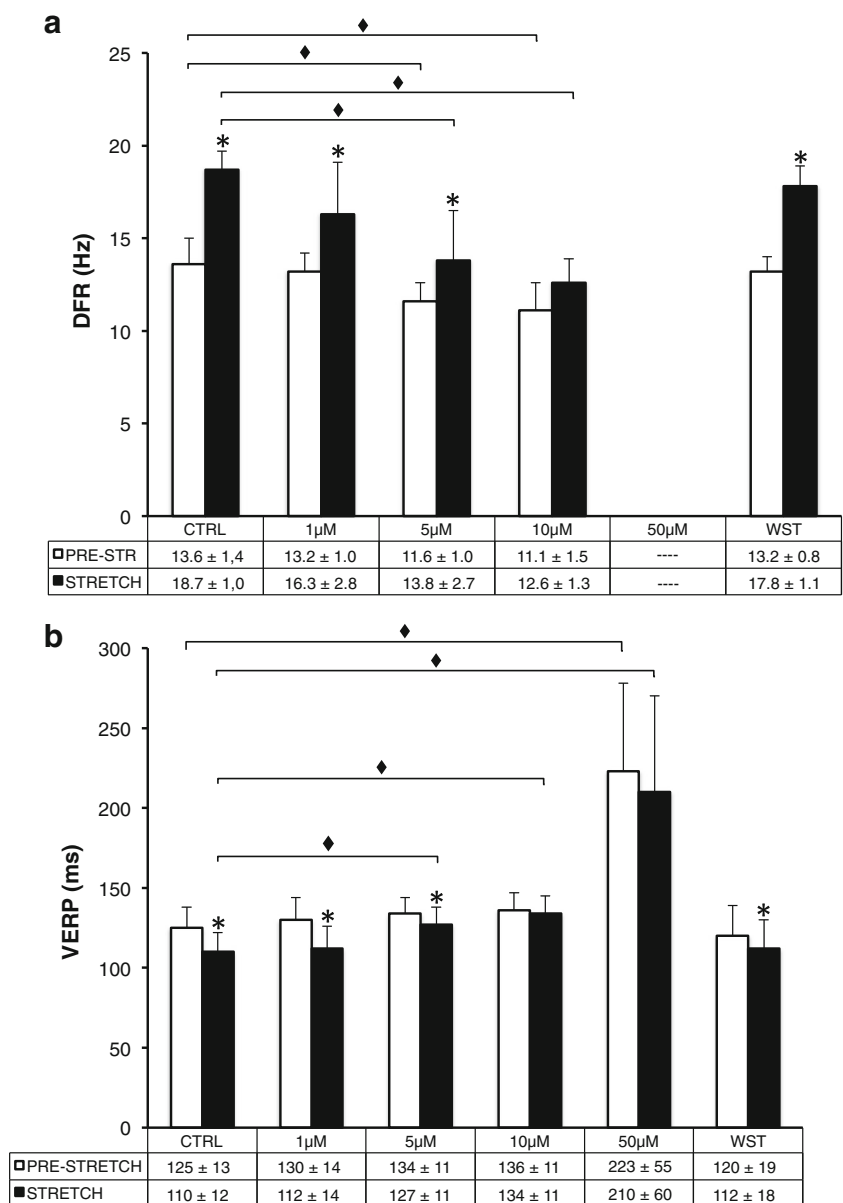 a
25
20
15
10
5
0
DFR (Hz)
* * * *
CTRL 1µM 5µM 10µM 50µM WST
PRE-STR 13.6 ± 1,4 13.2 ± 1.0 11.6 ± 1.0 11.1 ± 1.5 ---- 13.2 ± 0.8
STRETCH 18.7 ± 1,0 16.3 ± 2.8 13.8 ± 2.7 12.6 ± 1.3 ---- 17.8 ± 1.1
b
300
250
200
150
100
50
0
VERP (ms)
* * * *
CTRL 1µM 5µM 10µM 50µM WST
PRE-STRETCH 125 ± 13 130 ± 14 134 ± 11 136 ± 11 223 ± 55 120 ± 19
STRETCH 110 ± 12 112 ± 14 127 ± 11 134 ± 11 210 ± 60 112 ± 18